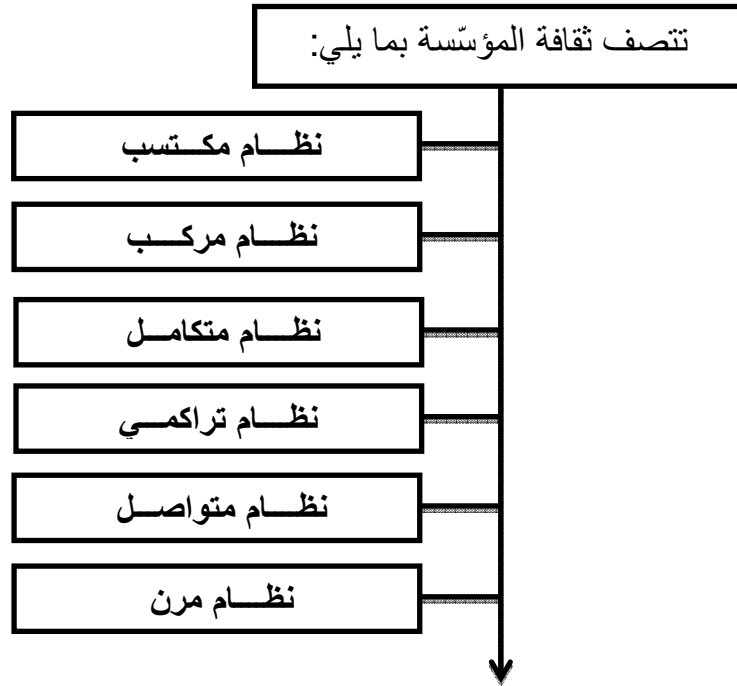 تتصف ثقافة المؤسّسة بما يلي:
نظـــام مكـــتسب
نظـــام مركـــب
نظـــام متكامـــل
نظـــام تراكمـــي
نظـــام متواصـــل
نظـــام مرن